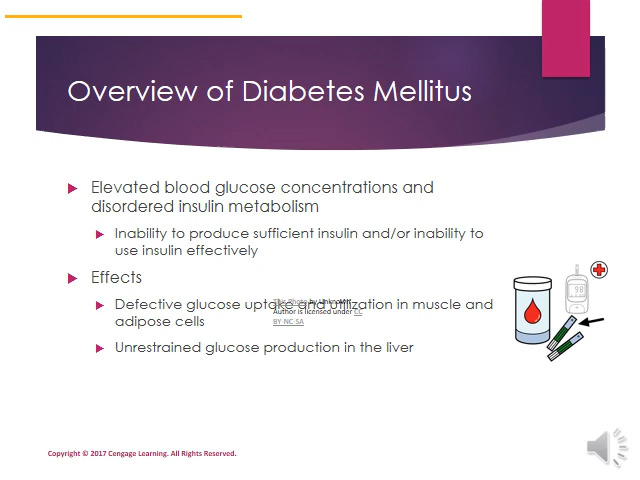 Overview of Diabetes Mellitus
Elevated blood glucose concentrations and
disordered insulin metabolism
Inability to produce sufficient insulin and/or inability to
use insulin effectively
Effects
Defective glucose uptake and utilization in muscle and
adipose cells
This Photo by Unknown
Author is licensed under CC
BY-NC-SA
Unrestrained glucose production in the liver
98
Copyright © 2017 Cengage Learning. All Rights Reserved.